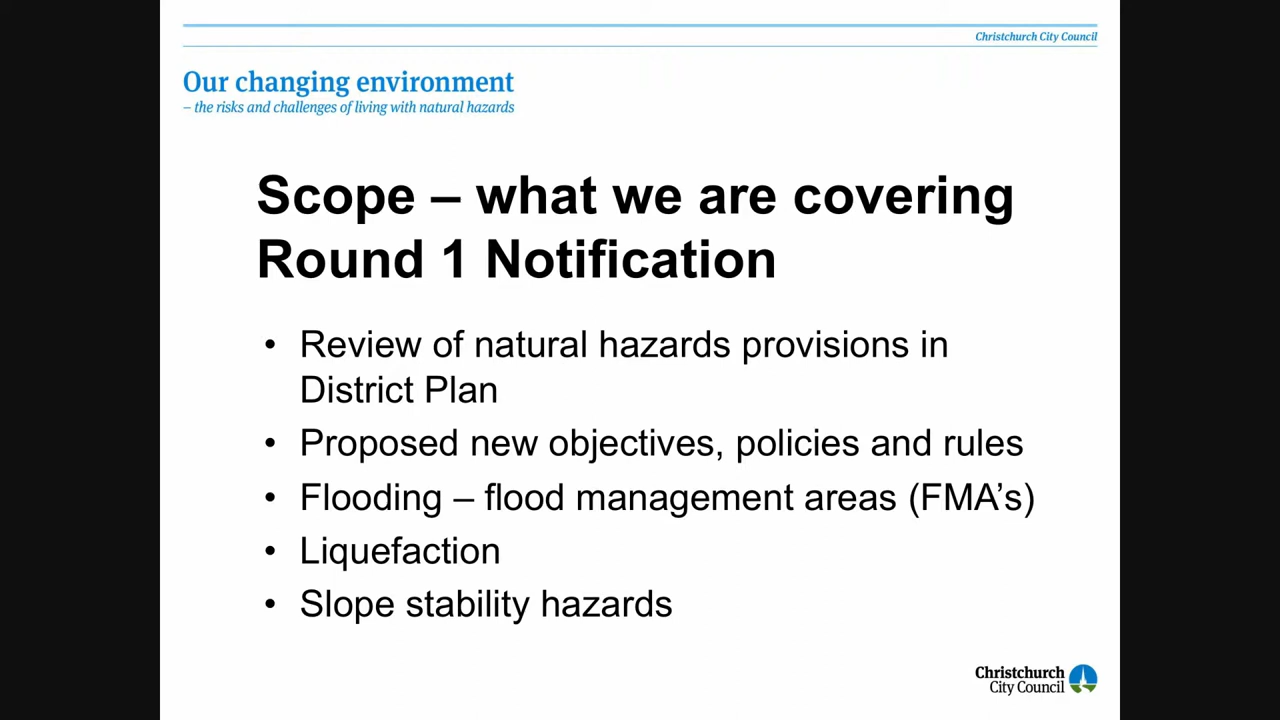 Christchurch City Council
Our changing environment
– the risks and challenges of living with natural hazards
Scope – what we are covering
Round 1 Notification
• Review of natural hazards provisions in
District Plan
• Proposed new objectives, policies and rules
• Flooding – flood management areas (FMA’s)
• Liquefaction
• Slope stability hazards
Christchurch
City Council